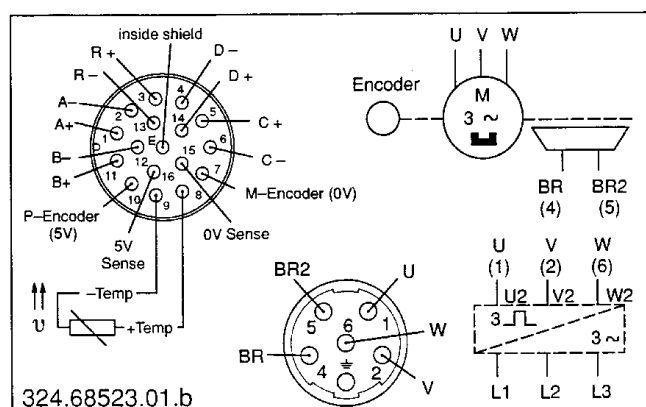 inside shield
R+
R−
A−
A+
B−
B+
P−Encoder
(5V)
5V
Sense
D−
D+
C+
C−
M−Encoder (0V)
0V Sense
1
2
3
4
5
6
7
8
9
10
11
12
13
14
15
16
E
−Temp
+Temp
υ
U V W
Encoder
M
3 ~
BR
(4)
BR2
(5)
BR2
U
W
BR
V
5
6
1
4
2
U
(1)
V
(2)
W
(6)
U2 V2 W2
3
3 ~
L1 L2 L3
324.68523.01.b